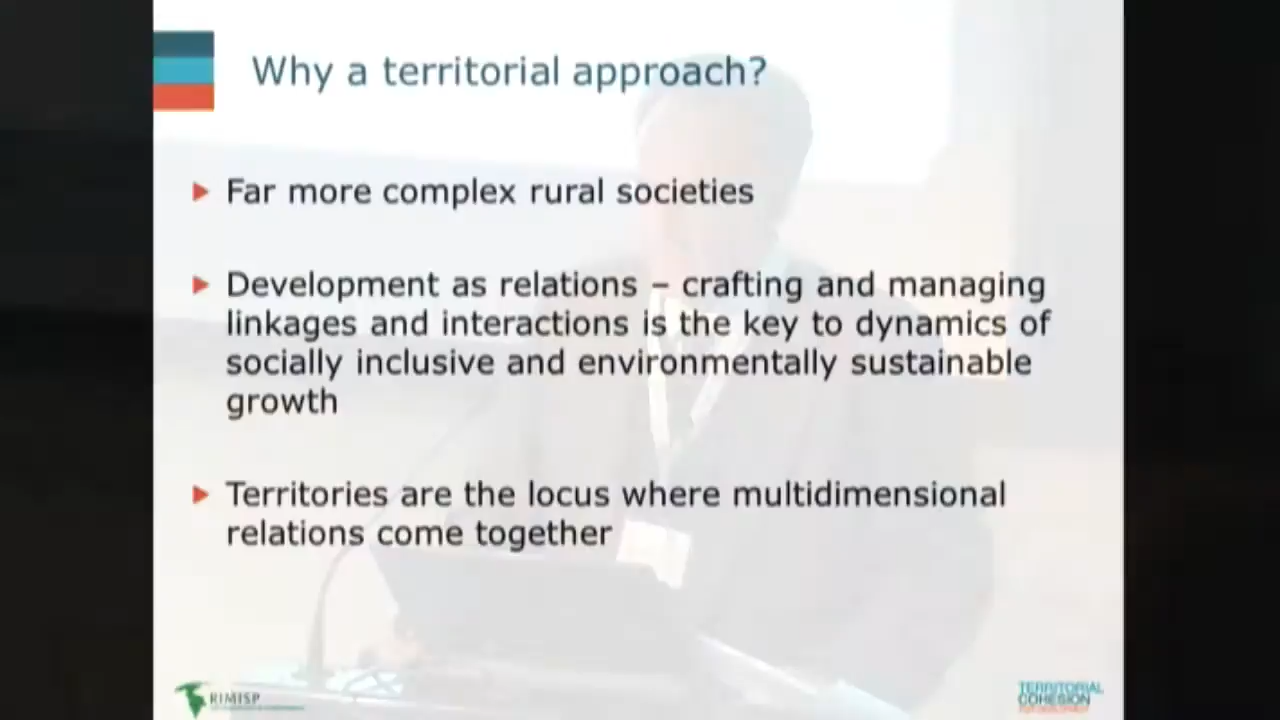 Why a territorial approach?
Far more complex rural societies
Development as relations – crafting and managing
linkages and interactions is the key to dynamics of
socially inclusive and environmentally sustainable
growth
Territories are the locus where multidimensional
relations come together
RIMISP
TERRITORIAL
COHESION